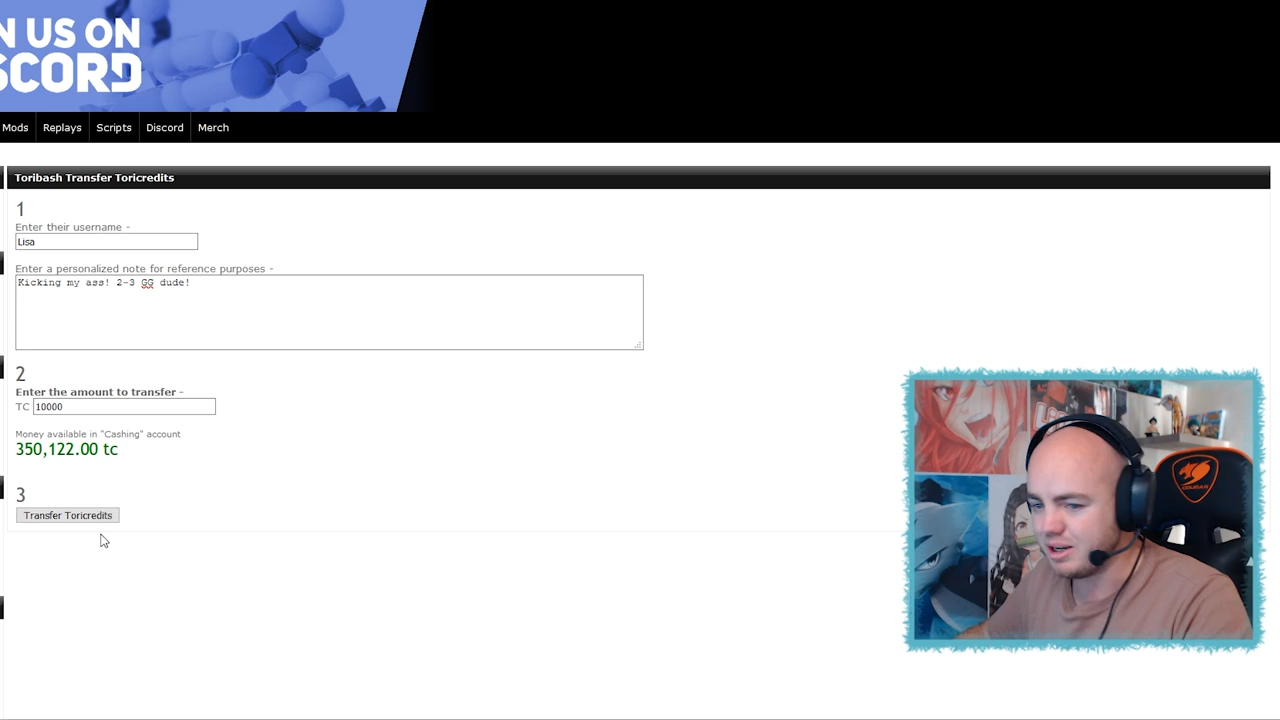 N US ON
SCORD
Mods Replays Scripts Discord Merch
Toribash Transfer Toricredits
1
Enter their username -
Lisa
Enter a personalized note for reference purposes -
Kicking my ass! 2-3 GG dude!
2
Enter the amount to transfer -
TC 10000
Money available in "Cashing" account
350,122.00 tc
3
Transfer Toricredits
COUGAR